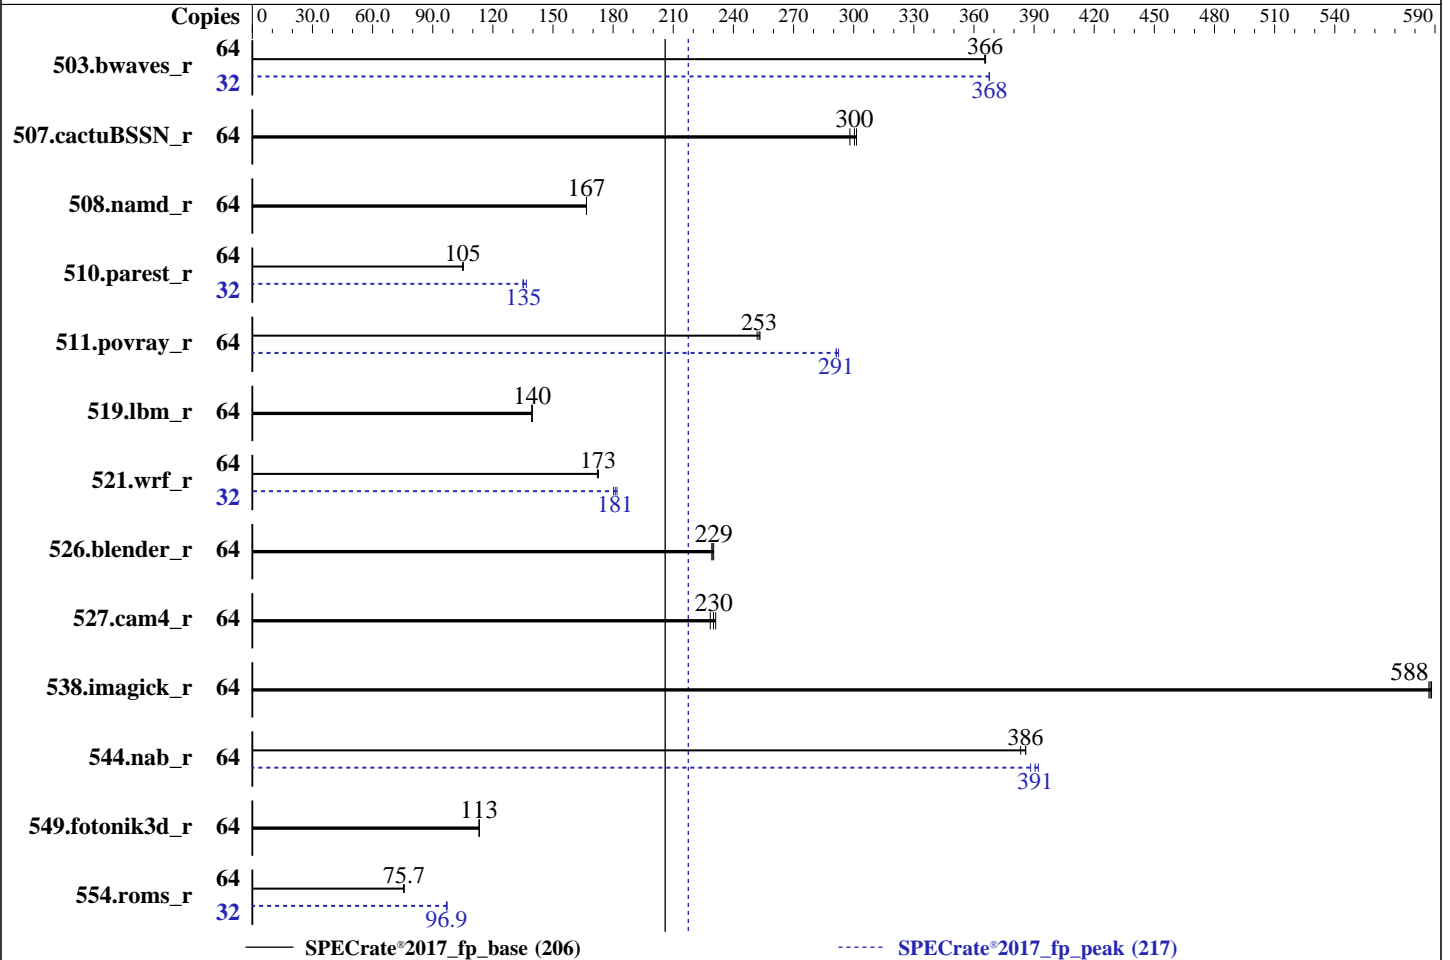 Copies 0 30.0 60.0 90.0 120 150 180 210 240 270 300 330 360 390 420 450 480 510 540 590
503.bwaves_r 64 366
32 368
507.cactuBSSN_r 64 300
508.namd_r 64 167
510.parest_r 64 105
32 135
511.povray_r 64 253
291
519.lbm_r 64 140
521.wrf_r 64 173
32 181
526.blender_r 64 229
527.cam4_r 64 230
538.imagick_r 64 588
544.nab_r 64 386
391
549.fotonik3d_r 64 113
554.roms_r 64 75.7
32 96.9
SPECrate®2017_fp_base (206) SPECrate®2017_fp_peak (217)